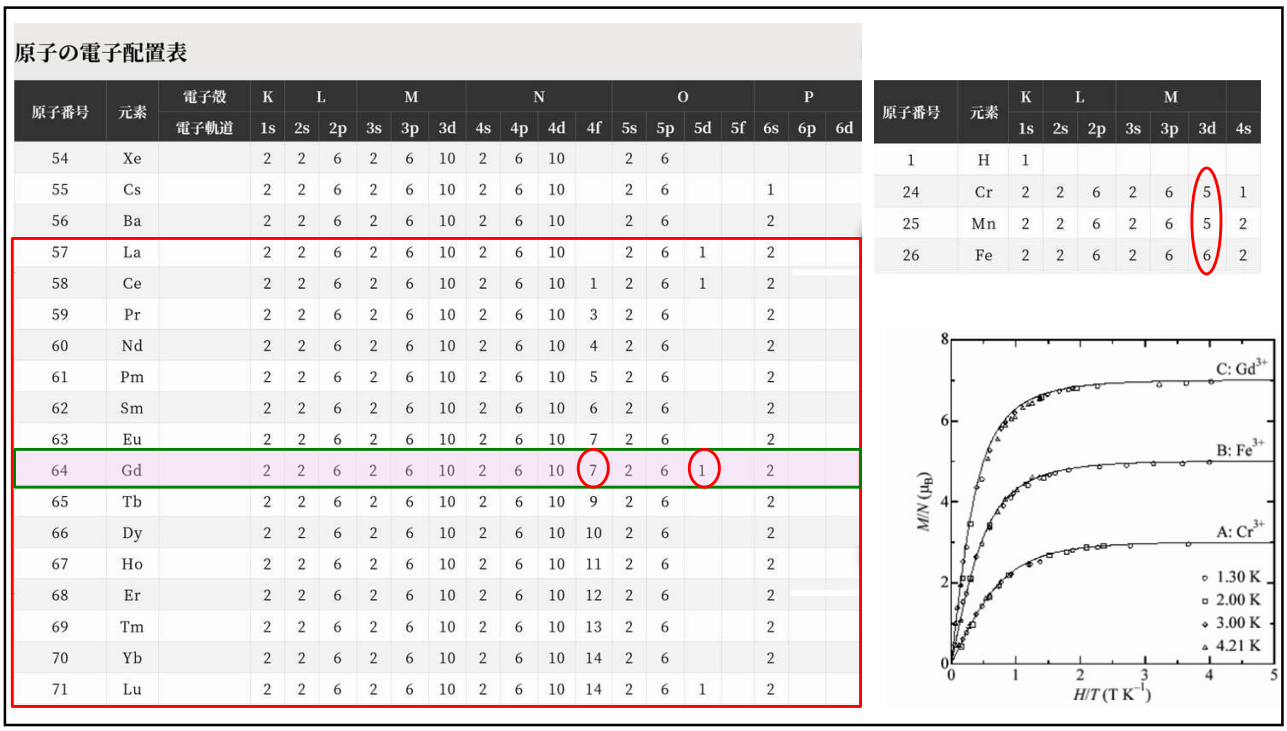 原子の電子配置表
原子番号 元素 電子殻 K L M N O P
電子軌道 1s 2s 2p 3s 3p 3d 4s 4p 4d 4f 5s 5p 5d 5f 6s 6p 6d
54 Xe 2 2 6 2 6 10 2 6 10 2 6
55 Cs 2 2 6 2 6 10 2 6 10 2 6 1
56 Ba 2 2 6 2 6 10 2 6 10 2 6 2
57 La 2 2 6 2 6 10 2 6 10 2 6 1 2
58 Ce 2 2 6 2 6 10 2 6 10 1 2 6 1 2
59 Pr 2 2 6 2 6 10 2 6 10 3 2 6 2
60 Nd 2 2 6 2 6 10 2 6 10 4 2 6 2
61 Pm 2 2 6 2 6 10 2 6 10 5 2 6 2
62 Sm 2 2 6 2 6 10 2 6 10 6 2 6 2
63 Eu 2 2 6 2 6 10 2 6 10 7 2 6 2
64 Gd 2 2 6 2 6 10 2 6 10 7 2 6 1 2
65 Tb 2 2 6 2 6 10 2 6 10 9 2 6 2
66 Dy 2 2 6 2 6 10 2 6 10 10 2 6 2
67 Ho 2 2 6 2 6 10 2 6 10 11 2 6 2
68 Er 2 2 6 2 6 10 2 6 10 12 2 6 2
69 Tm 2 2 6 2 6 10 2 6 10 13 2 6 2
70 Yb 2 2 6 2 6 10 2 6 10 14 2 6 2
71 Lu 2 2 6 2 6 10 2 6 10 14 2 6 1 2
原子番号 元素 K L M
1s 2s 2p 3s 3p 3d 4s
1 H 1
24 Cr 2 2 6 2 6 5 1
25 Mn 2 2 6 2 6 5 2
26 Fe 2 2 6 2 6 6 2
8
C: Gd³⁺
6
B: Fe³⁺
M/N (μB)
4
A: Cr³⁺
1.30 K
2
2.00 K
3.00 K
4.21 K
0
0 1 2 3 4 5
H/T (T K⁻¹)